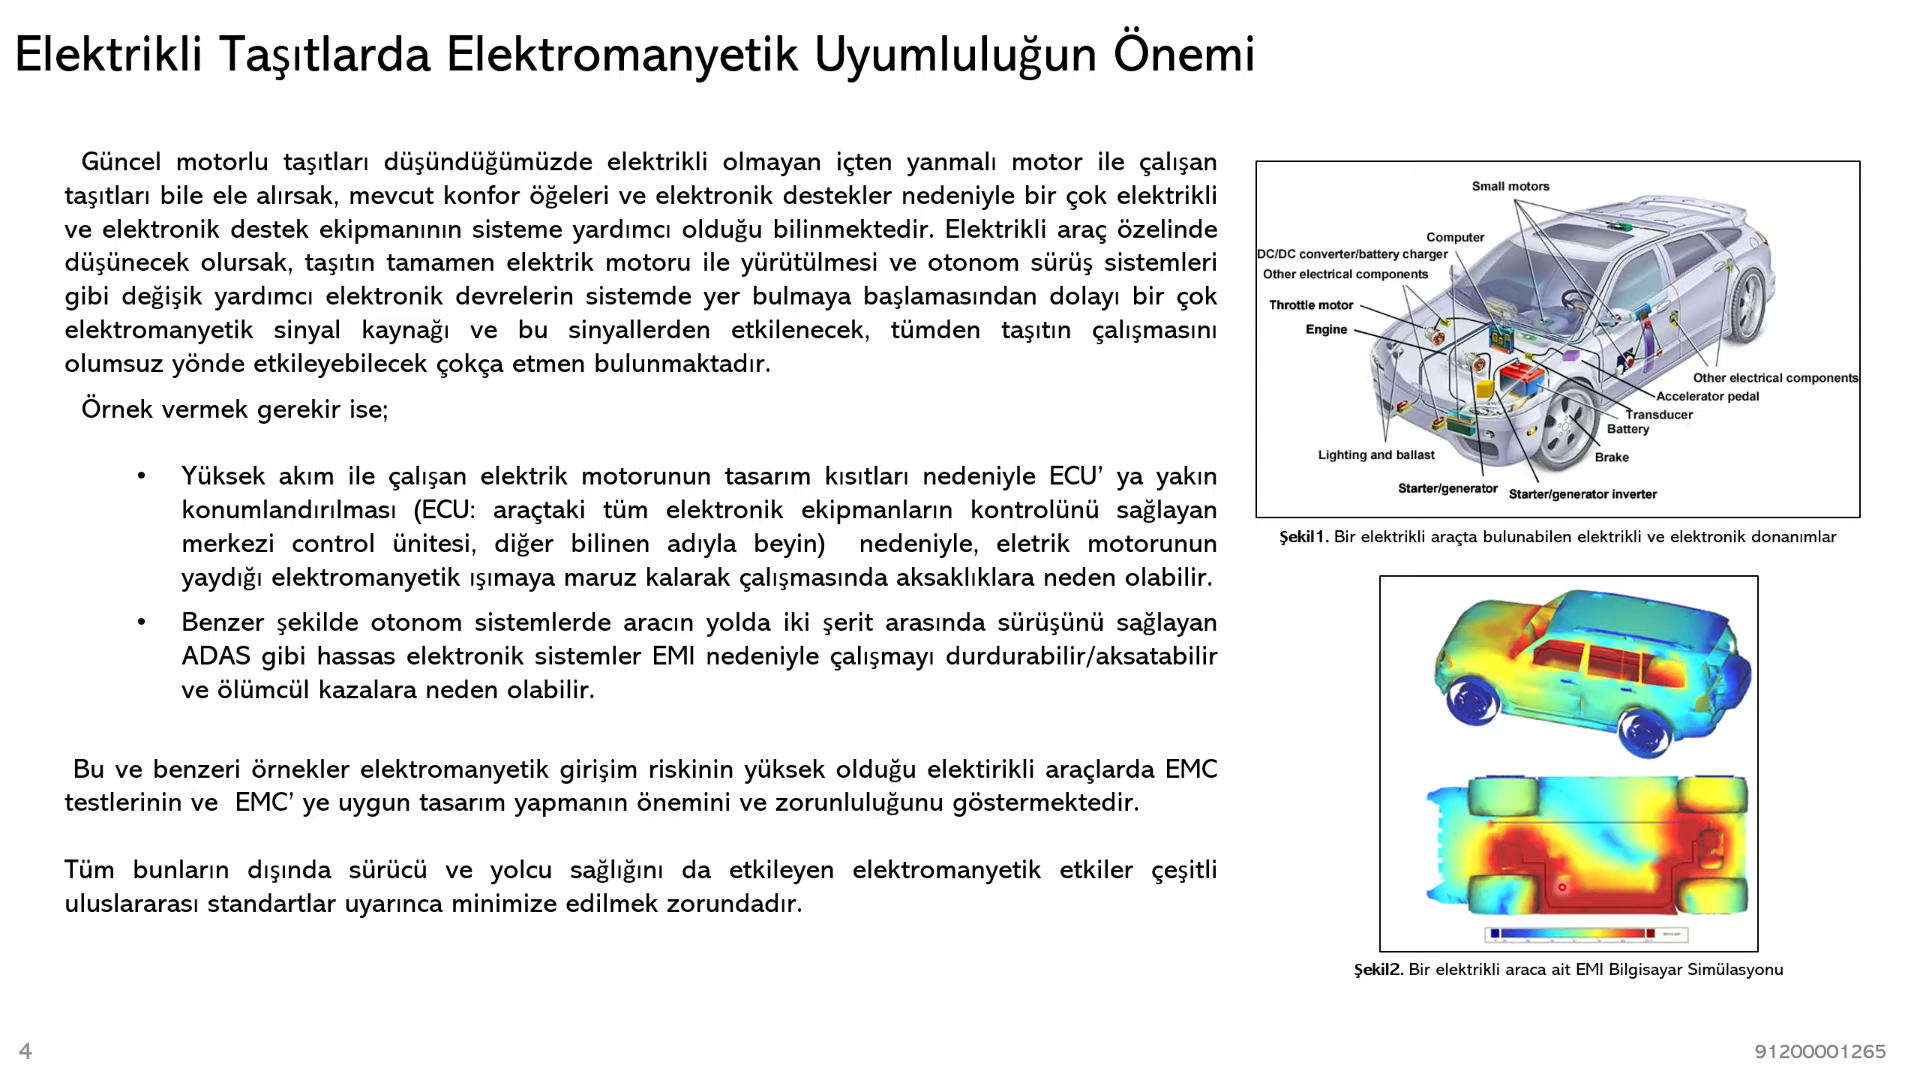 Elektrikli Taşıtlarda Elektromanyetik Uyumluluğun Önemi
Güncel motorlu taşıtları düşündüğümüzde elektrikli olmayan içten yanmalı motor ile çalışan
taşıtları bile ele alırsak, mevcut konfor öğeleri ve elektronik destekler nedeniyle bir çok elektrikli
ve elektronik destek ekipmanının sisteme yardımcı olduğu bilinmektedir. Elektrikli araç özelinde
düşünecek olursak, taşıtın tamamen elektrik motoru ile yürütülmesi ve otonom sürüş sistemleri
gibi değişik yardımcı elektronik devrelerin sistemde yer bulmaya başlamasından dolayı bir çok
elektromanyetik sinyal kaynağı ve bu sinyallerden etkilenecek, tümden taşıtın çalışmasını
olumsuz yönde etkileyebilecek çokça etmen bulunmaktadır.
Örnek vermek gerekir ise;
• Yüksek akım ile çalışan elektrik motorunun tasarım kısıtları nedeniyle ECU’ ya yakın
konumlandırılması (ECU: araçtaki tüm elektronik ekipmanların kontrolünü sağlayan
merkezi control ünitesi, diğer bilinen adıyla beyin) nedeniyle, eletrik motorunun
yaydığı elektromanyetik ışımaya maruz kalarak çalışmasında aksaklıklara neden olabilir.
• Benzer şekilde otonom sistemlerde aracın yolda iki şerit arasında sürüşünü sağlayan
ADAS gibi hassas elektronik sistemler EMI nedeniyle çalışmayı durdurabilir/aksatabilir
ve ölümcül kazalara neden olabilir.
Bu ve benzeri örnekler elektromanyetik girişim riskinin yüksek olduğu elektirikli araçlarda EMC
testlerinin ve EMC’ ye uygun tasarım yapmanın önemini ve zorunluluğunu göstermektedir.
Tüm bunların dışında sürücü ve yolcu sağlığını da etkileyen elektromanyetik etkiler çeşitli
uluslararası standartlar uyarınca minimize edilmek zorundadır.
Small motors
Computer
DC/DC converter/battery charger
Other electrical components
Throttle motor
Engine
Other electrical components
Accelerator pedal
Transducer
Battery
Brake
Lighting and ballast
Starter/generator
Starter/generator inverter
Şekil1. Bir elektrikli araçta bulunabilen elektrikli ve elektronik donanımlar
Şekil2. Bir elektrikli araca ait EMI Bilgisayar Simülasyonu
4
91200001265